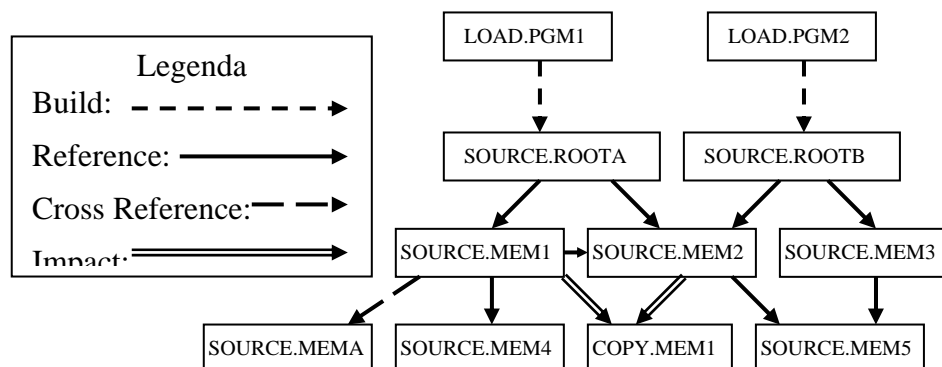 LOAD.PGM1
LOAD.PGM2
Legenda
Build:
Reference:
Cross Reference:
Impact:
SOURCE.ROOTA
SOURCE.ROOTB
SOURCE.MEM1
SOURCE.MEM2
SOURCE.MEM3
SOURCE.MEMA
SOURCE.MEM4
COPY.MEM1
SOURCE.MEM5